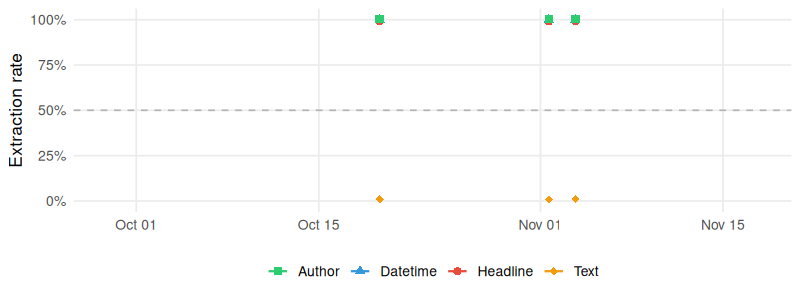 100%
75%
50%
25%
0%
Extraction rate
Oct 01
Oct 15
Nov 01
Nov 15
Author
Datetime
Headline
Text